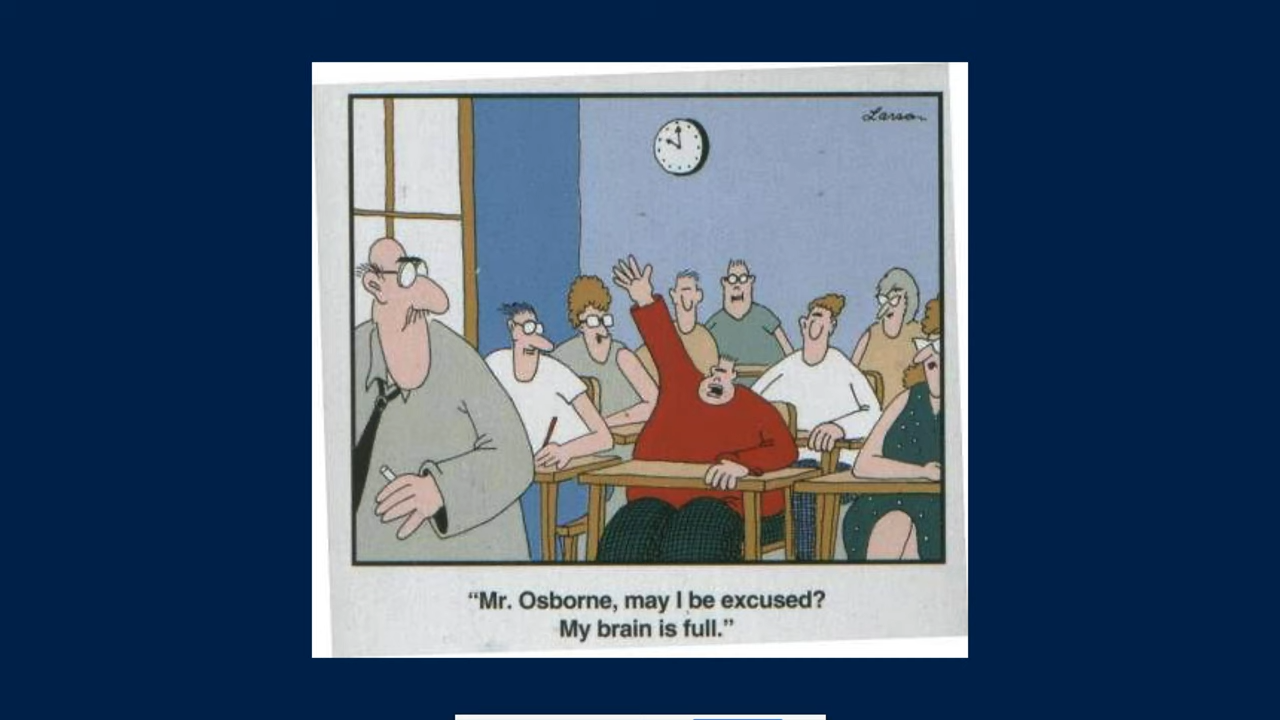 Larson
“Mr. Osborne, may I be excused?
My brain is full.”